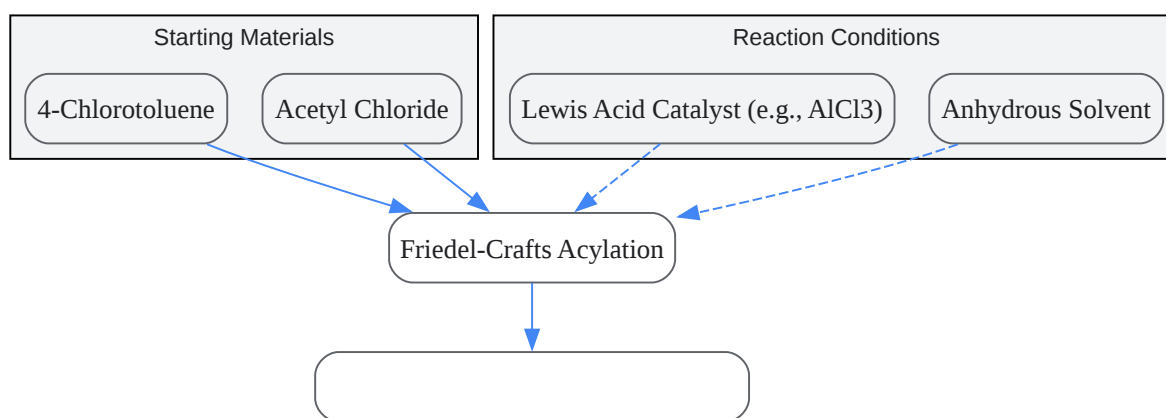 Starting Materials
Reaction Conditions
4-Chlorotoluene
Acetyl Chloride
Lewis Acid Catalyst (e.g., AlCl3)
Anhydrous Solvent
Friedel-Crafts Acylation